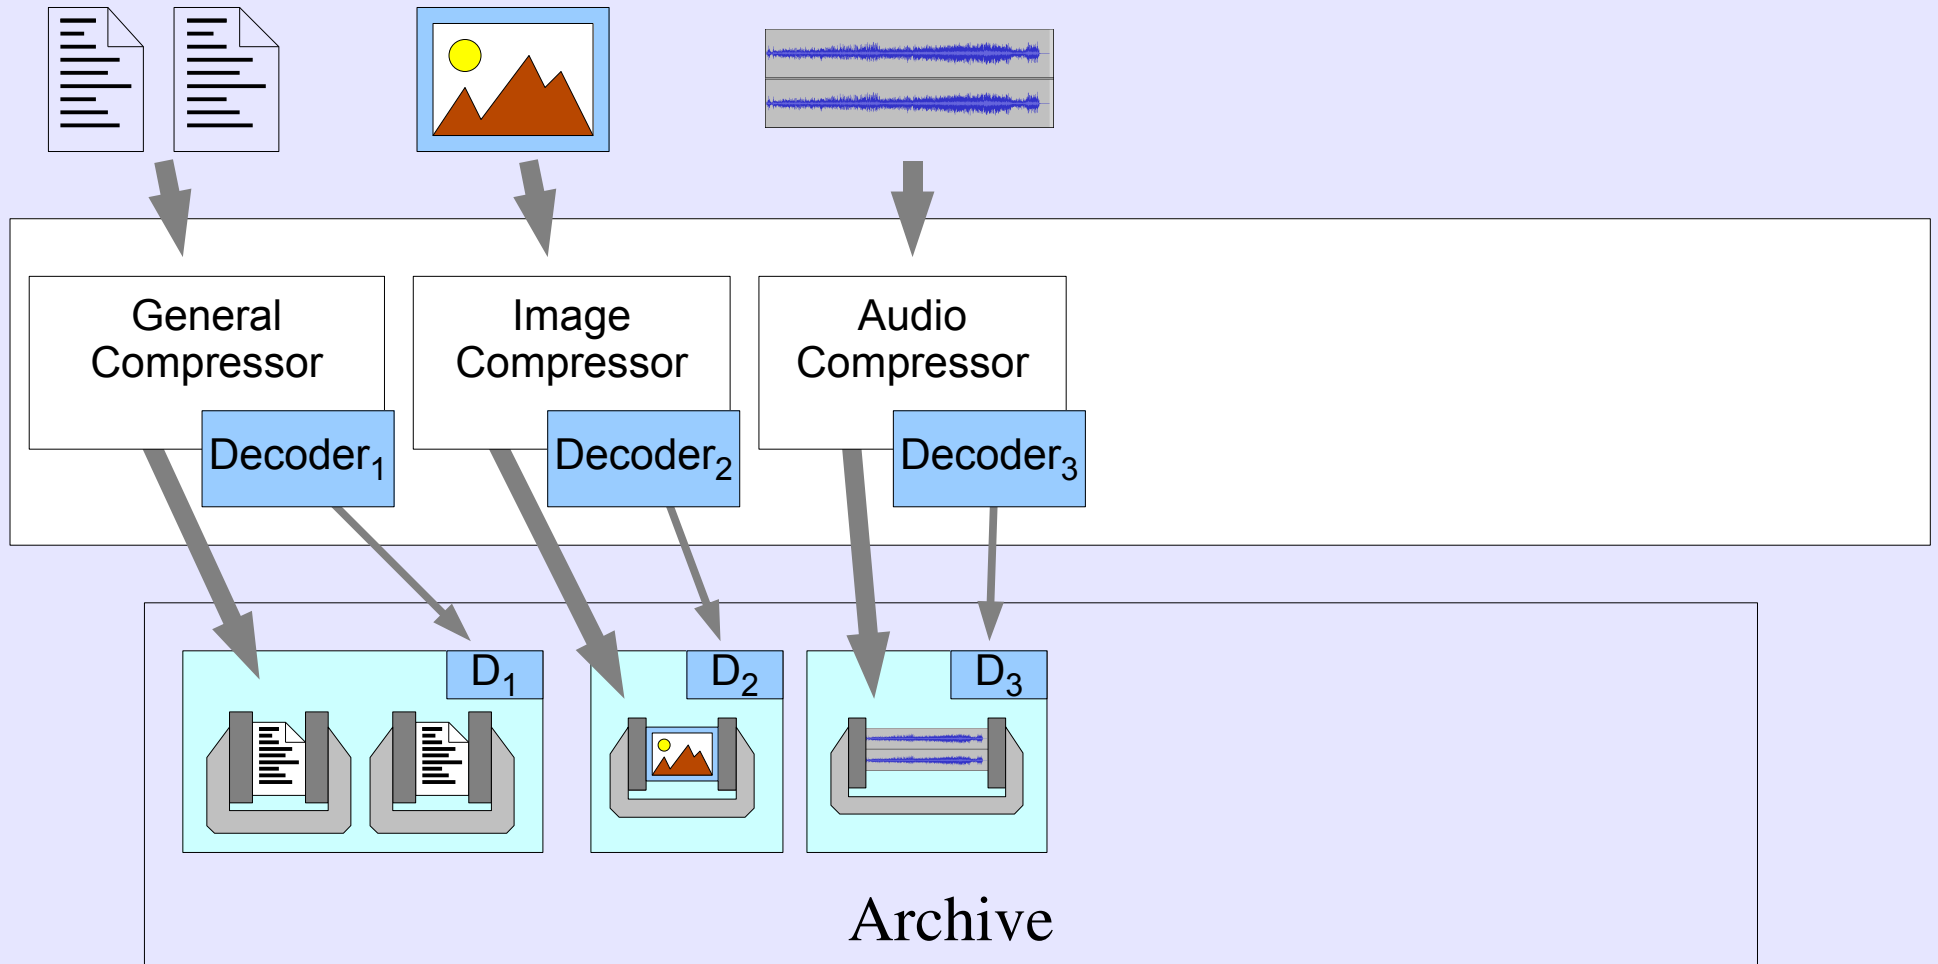 General
Compressor
Image
Compressor
Audio
Compressor
Decoder₁
Decoder₂
Decoder₃
D₁
D₂
D₃
Archive